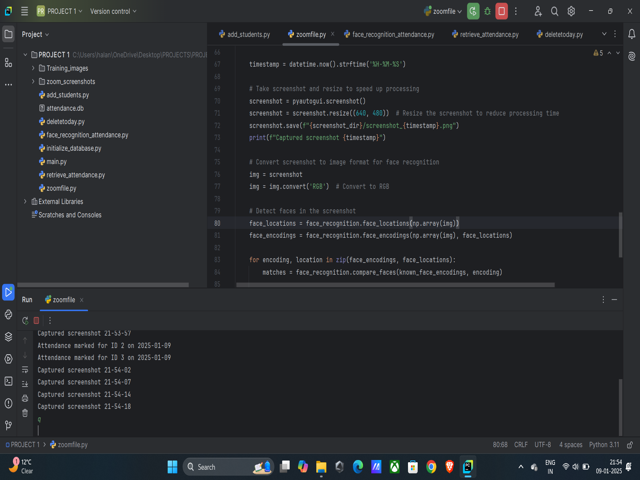 PR PROJECT 1 Version control zoomfile
Project
add_students.py zoomfile.py face_recognition_attendance.py retrieve_attendance.py deletetoday.py
PROJECT 1
Training_images
zoom_screenshots
add_students.py
attendance.db
deletetoday.py
face_recognition_attendance.py
initialize_database.py
main.py
retrieve_attendance.py
zoomfile.py
External Libraries
Scratches and Consoles
66
5
67 timestamp = datetime.now().strftime('%H-%M-%S')
68
69 # Take screenshot and resize to speed up processing
70 screenshot = pyautogui.screenshot()
71 screenshot = screenshot.resize((640, 480)) # Resize the screenshot to reduce processing time
72 screenshot.save(f"{screenshot_dir}/screenshot_{timestamp}.png")
73 print(f"Captured screenshot {timestamp}")
74
75 # Convert screenshot to image format for face recognition
76 img = screenshot
77 img = img.convert('RGB') # Convert to RGB
78
79 # Detect faces in the screenshot
80 face_locations = face_recognition.face_locations(np.array(img))
81 face_encodings = face_recognition.face_encodings(np.array(img), face_locations)
82
83 for encoding, location in zip(face_encodings, face_locations):
84 matches = face_recognition.compare_faces(known_face_encodings, encoding)
Run zoomfile
Captured screenshot 21-53-57
Attendance marked for ID 2 on 2025-01-09
Attendance marked for ID 3 on 2025-01-09
Captured screenshot 21-54-02
Captured screenshot 21-54-07
Captured screenshot 21-54-14
Captured screenshot 21-54-18
PROJECT 1 > zoomfile.py 80:68 CRLF UTF-8 4 spaces Python 3.11
12°C
Clear
Search
ENG
IN
21:54
09-01-2025